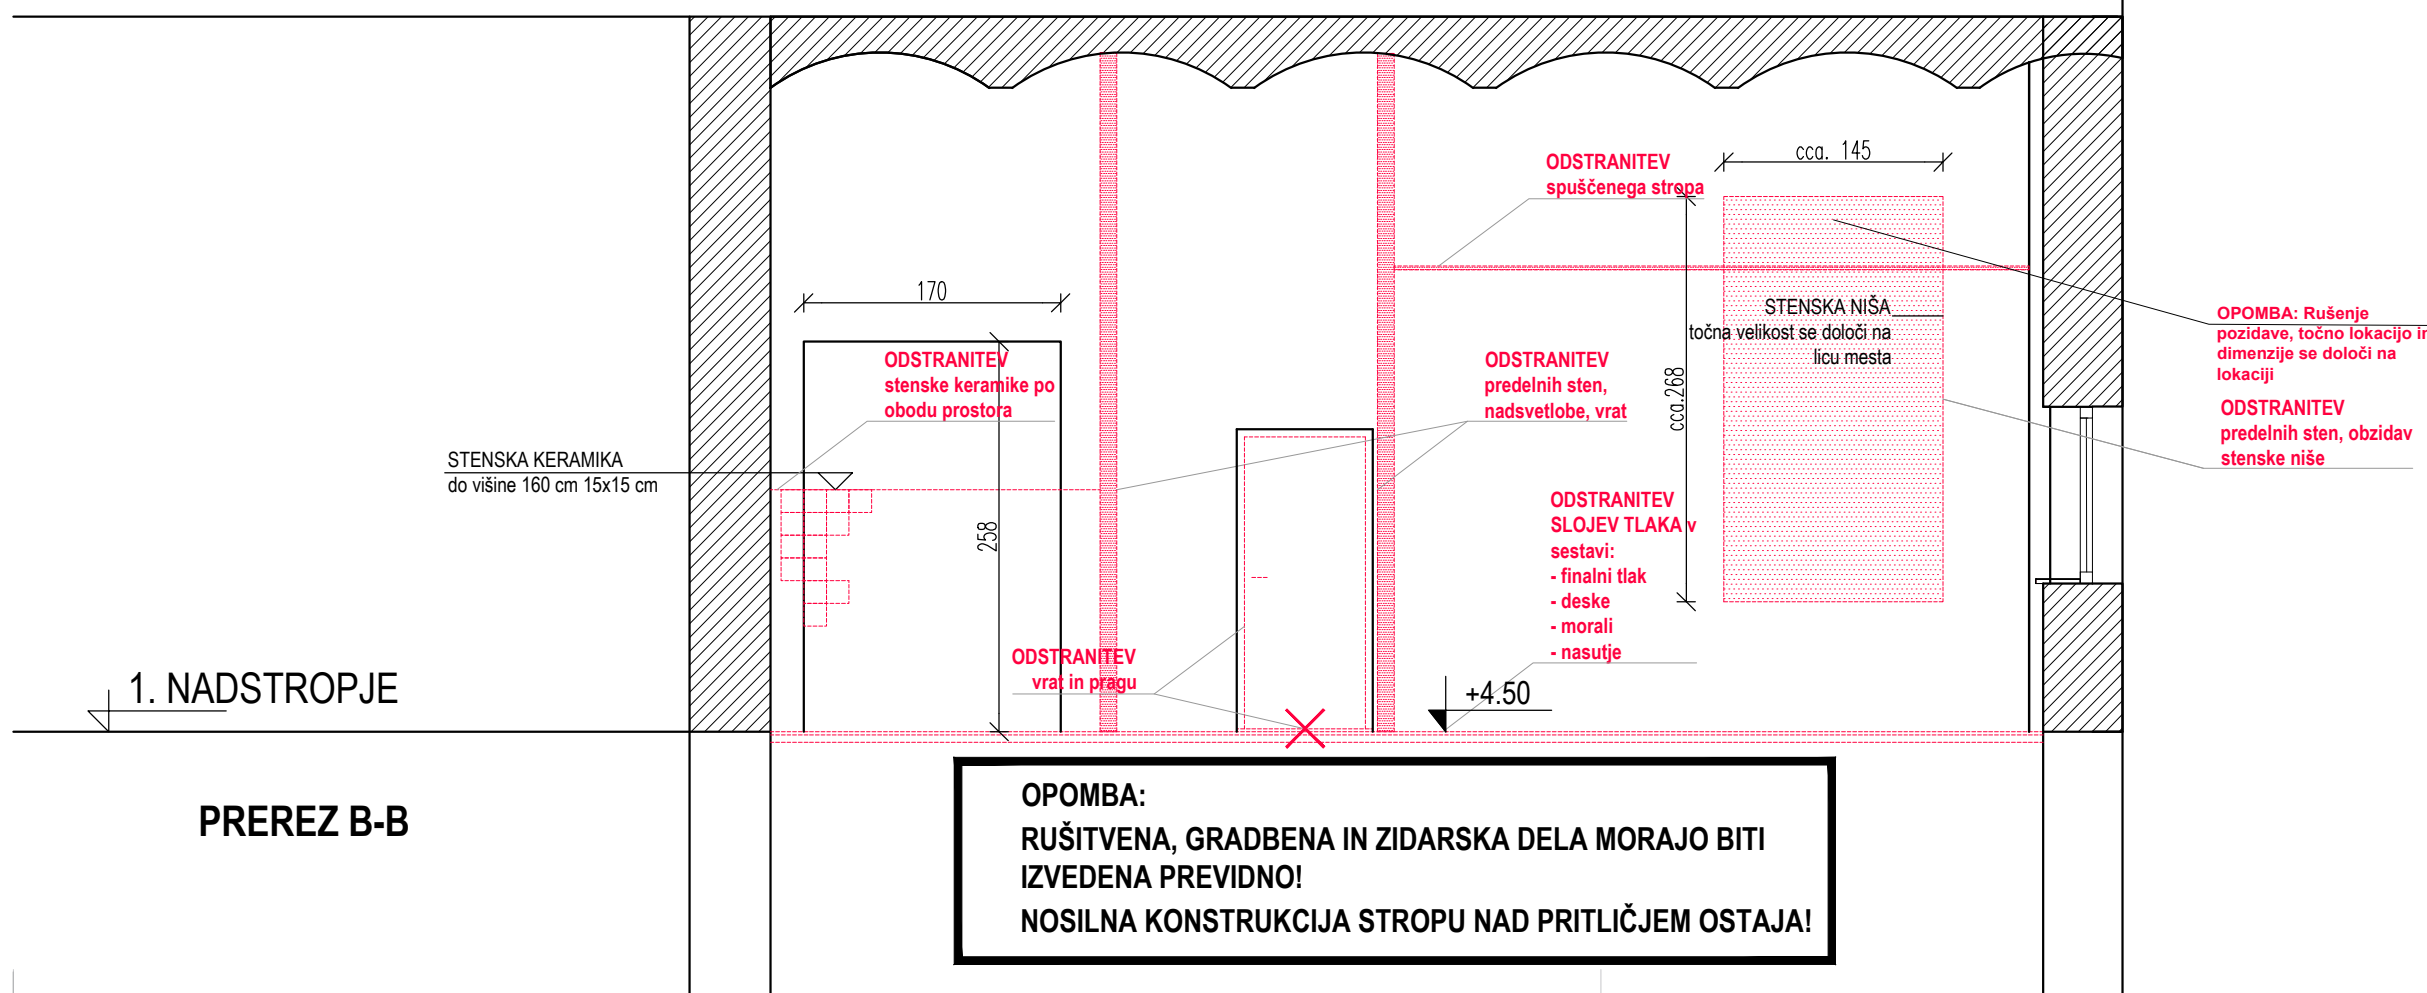 cca. 145
ODSTRANITEV
spuščenega stropa
170
STENSKA NIŠA
točna velikost se določi na
licu mesta
OPOMBA: Rušenje
pozidave, točno lokacijo in
dimenzije se določi na
lokaciji
ODSTRANITEV
stenske keramike po
obodu prostora
ODSTRANITEV
predelnih sten,
nadsvetlobe, vrat
cca.268
ODSTRANITEV
predelnih sten, obzidav
stenske niše
STENSKA KERAMIKA
do višine 160 cm 15x15 cm
258
ODSTRANITEV
SLOJEV TLAKA v
sestavi:
- finalni tlak
- deske
- morali
- nasutje
ODSTRANITEV
vrat in pragu
1. NADSTROPJE
+4.50
PREREZ B-B
OPOMBA:
RUŠITVENA, GRADBENA IN ZIDARSKA DELA MORAJO BITI
IZVEDENA PREVIDNO!
NOSILNA KONSTRUKCIJA STROPU NAD PRITLIČJEM OSTAJA!